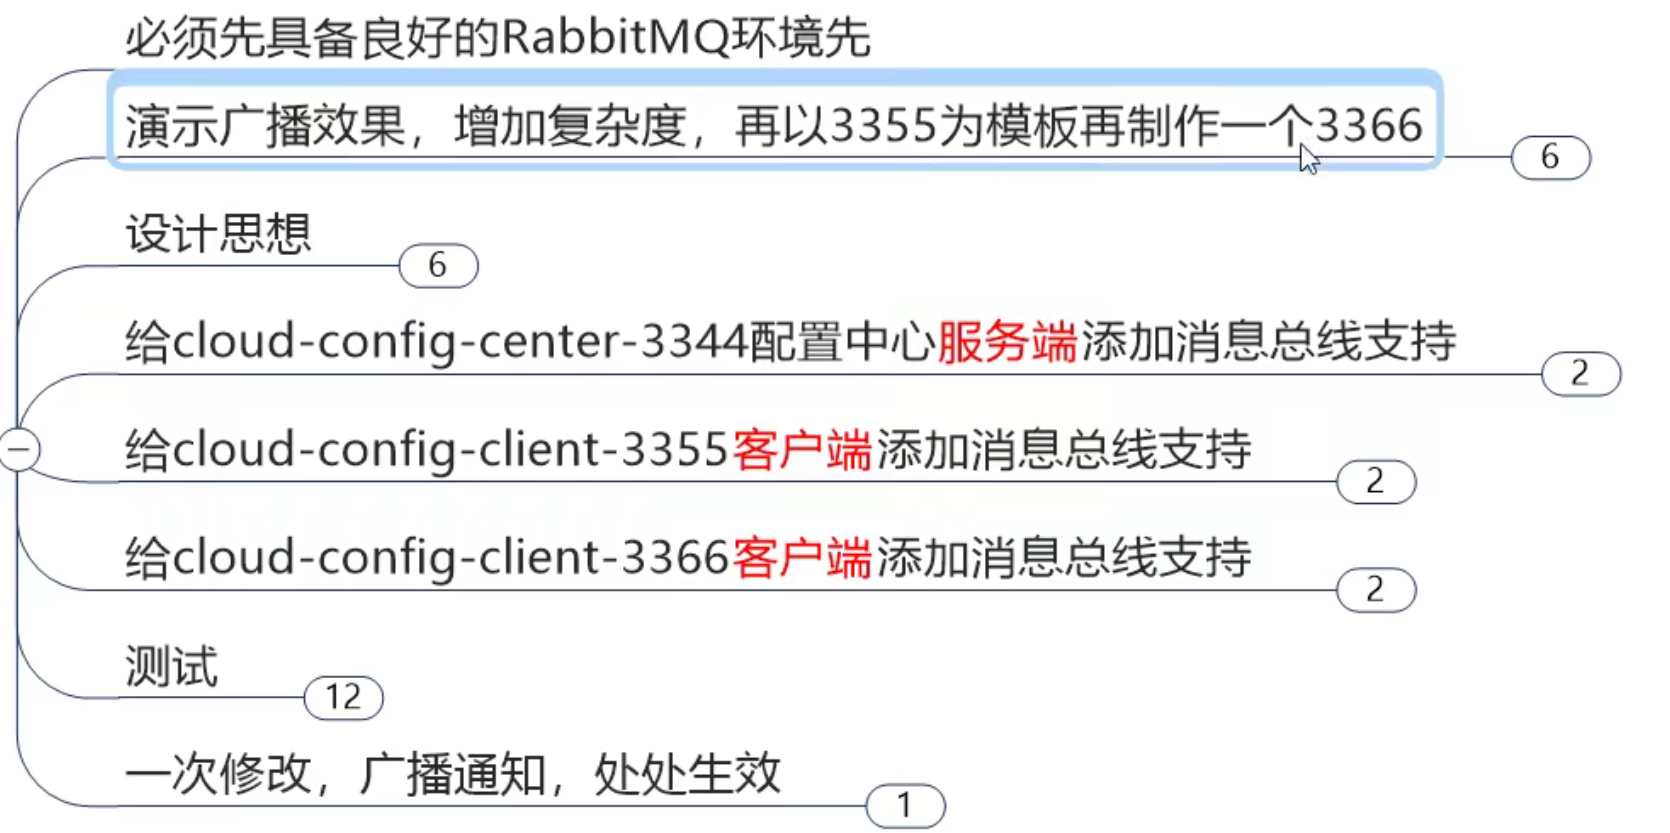 必须先具备良好的RabbitMQ环境先
演示广播效果，增加复杂度，再以3355为模板再制作一个3366
6
设计思想
6
给cloud-config-center-3344配置中心服务端添加消息总线支持
2
给cloud-config-client-3355客户端添加消息总线支持
2
给cloud-config-client-3366客户端添加消息总线支持
2
测试
12
一次修改，广播通知，处处生效
1